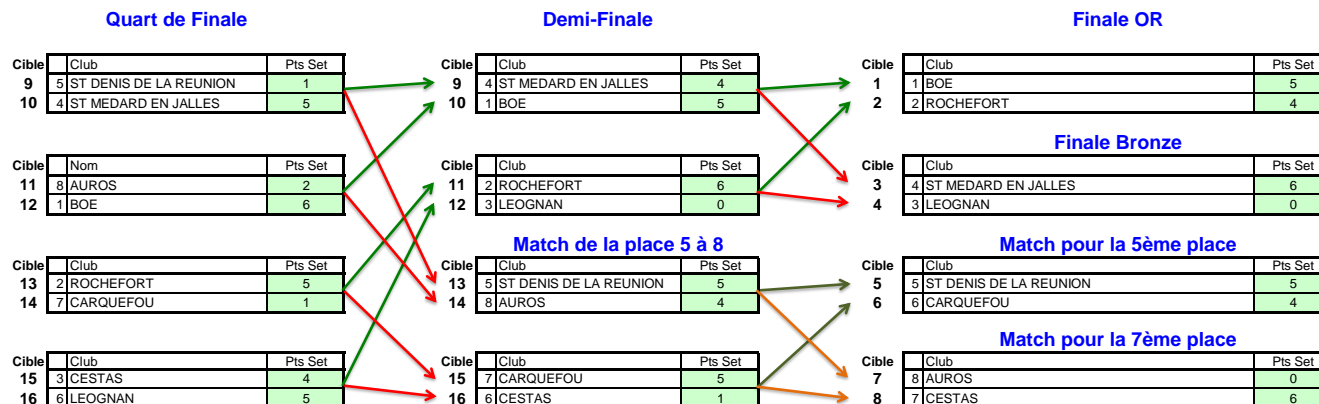 Quart de Finale Demi-Finale Finale OR
Cible Club Pts Set Cible Club Pts Set Cible Club Pts Set
9 5 ST DENIS DE LA REUNION 1 9 4 ST MEDARD EN JALLES 4 1 1 BOE 5
10 4 ST MEDARD EN JALLES 5 10 1 BOE 5 2 2 ROCHEFORT 4
Finale Bronze
Cible Nom Pts Set Cible Club Pts Set Cible Club Pts Set
11 8 AUROS 2 11 2 ROCHEFORT 6 3 4 ST MEDARD EN JALLES 6
12 1 BOE 6 12 3 LEOGNAN 0 4 3 LEOGNAN 0
Match de la place 5 à 8 Match pour la 5ème place
Cible Club Pts Set Cible Club Pts Set Cible Club Pts Set
13 2 ROCHEFORT 5 13 5 ST DENIS DE LA REUNION 5 5 5 ST DENIS DE LA REUNION 5
14 7 CARQUEFOU 1 14 8 AUROS 4 6 6 CARQUEFOU 4
Match pour la 7ème place
Cible Club Pts Set Cible Club Pts Set Cible Club Pts Set
15 3 CESTAS 4 15 7 CARQUEFOU 5 7 8 AUROS 0
16 6 LEOGNAN 5 16 6 CESTAS 1 8 7 CESTAS 6